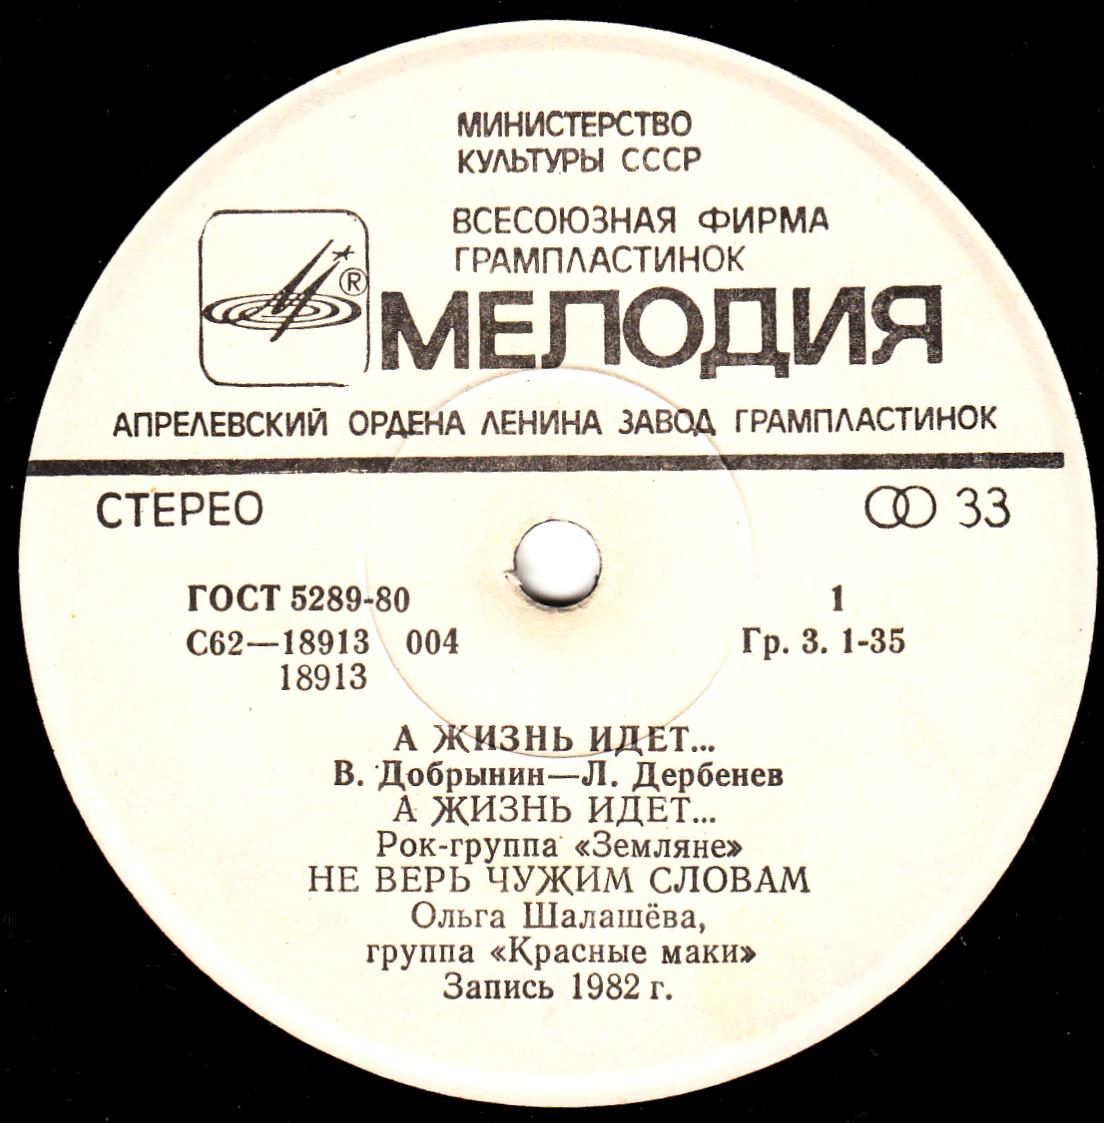 МИНИСТЕРСТВО
КУЛЬТУРЫ СССР
ВСЕСОЮЗНАЯ ФИРМА
ГРАМПЛАСТИНОК
® МЕЛОДИЯ
АПРЕЛЕВСКИЙ ОРДЕНА ЛЕНИНА ЗАВОД ГРАМПЛАСТИНОК
СТЕРЕО 33
ГОСТ 5289-80 1
С62—18913 004 Гр. 3. 1-35
18913
А ЖИЗНЬ ИДЕТ...
В. Добрынин—Л. Дербенев
А ЖИЗНЬ ИДЕТ...
Рок-группа «Земляне»
НЕ ВЕРЬ ЧУЖИМ СЛОВАМ
Ольга Шалашёва,
группа «Красные маки»
Запись 1982 г.